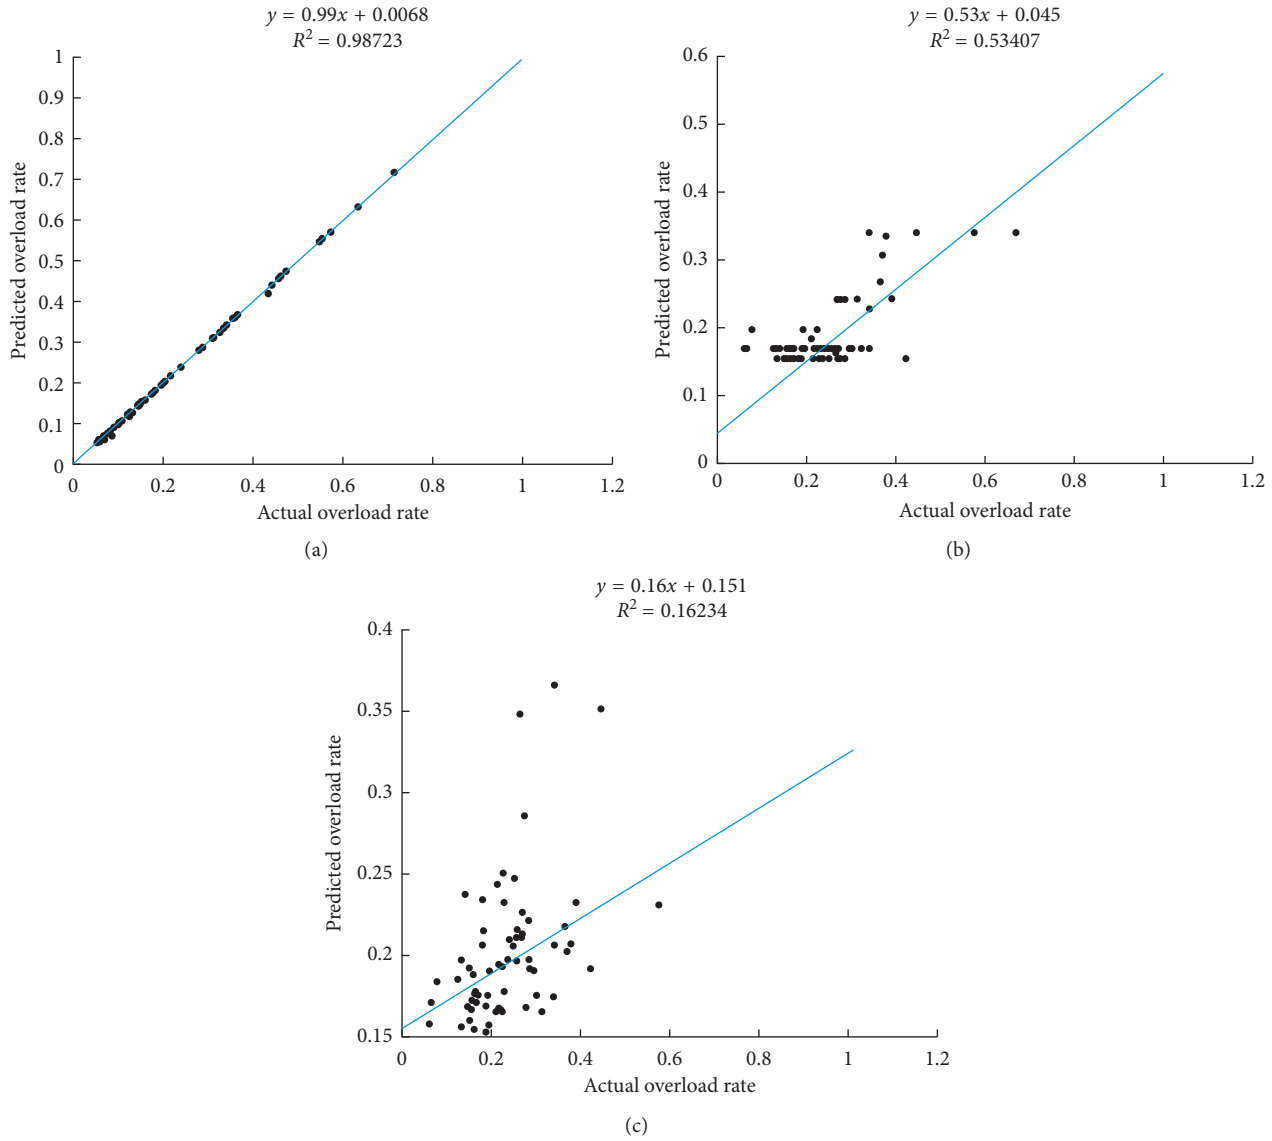 y = 0.99x + 0.0068
R² = 0.98723
1
0.9
0.8
0.7
0.6
0.5
0.4
0.3
0.2
0.1
0
Predicted overload rate
0 0.2 0.4 0.6 0.8 1 1.2
Actual overload rate
(a)
y = 0.53x + 0.045
R² = 0.53407
0.6
0.5
0.4
0.3
0.2
0.1
0
Predicted overload rate
0 0.2 0.4 0.6 0.8 1 1.2
Actual overload rate
(b)
y = 0.16x + 0.151
R² = 0.16234
0.4
0.35
0.3
0.25
0.2
0.15
Predicted overload rate
0 0.2 0.4 0.6 0.8 1 1.2
Actual overload rate
(c)